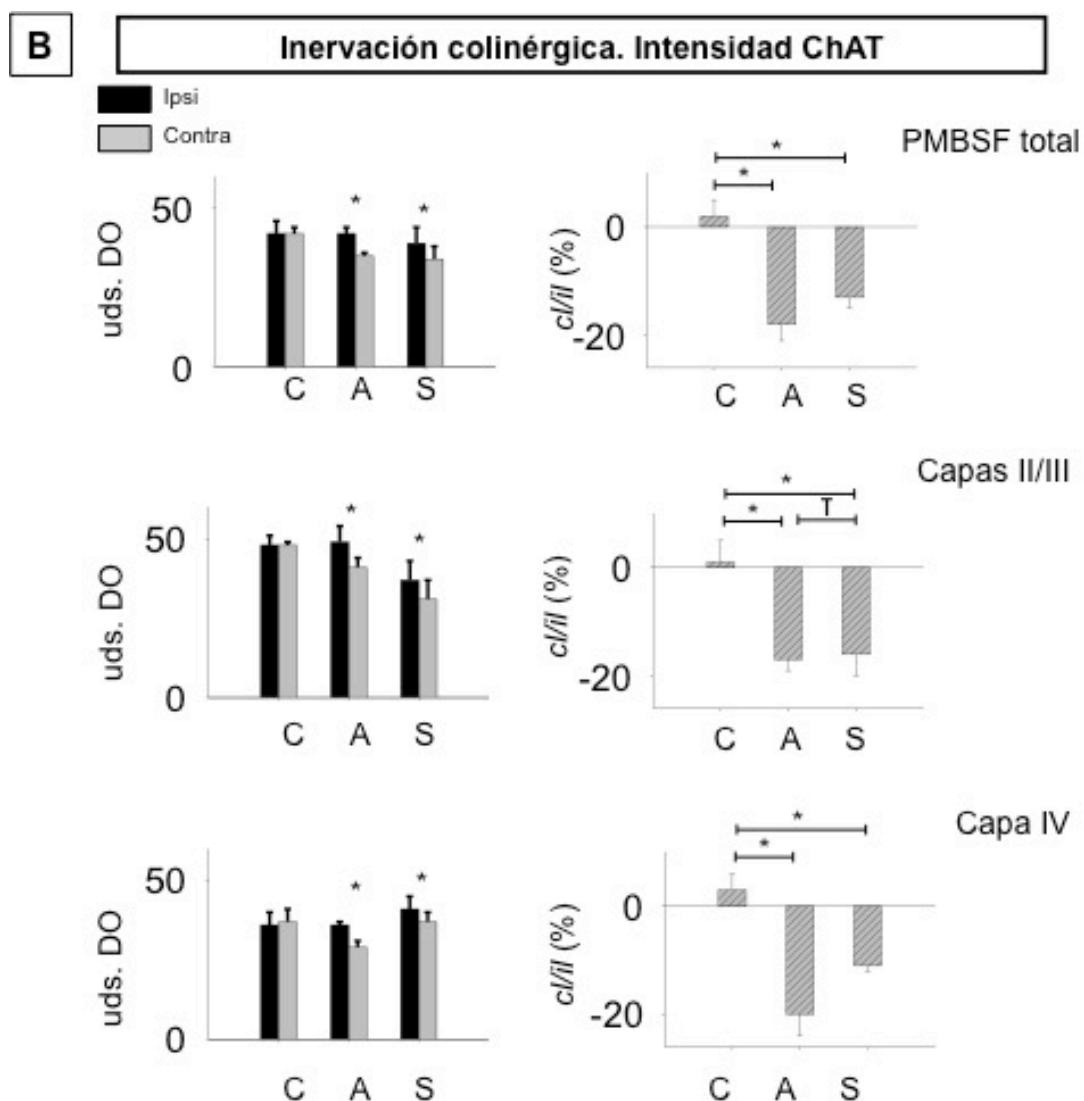 B
Inervación colinérgica. Intensidad ChAT
Ipsi
Contra
PMBSF total
uds. DO
50
0
* *
C A S
cl/il (%)
0
-20
*
*
C A S
Capas II/III
uds. DO
50
0
* *
C A S
cl/il (%)
0
-20
*
* T
C A S
Capa IV
uds. DO
50
0
* *
C A S
cl/il (%)
0
-20
*
*
C A S